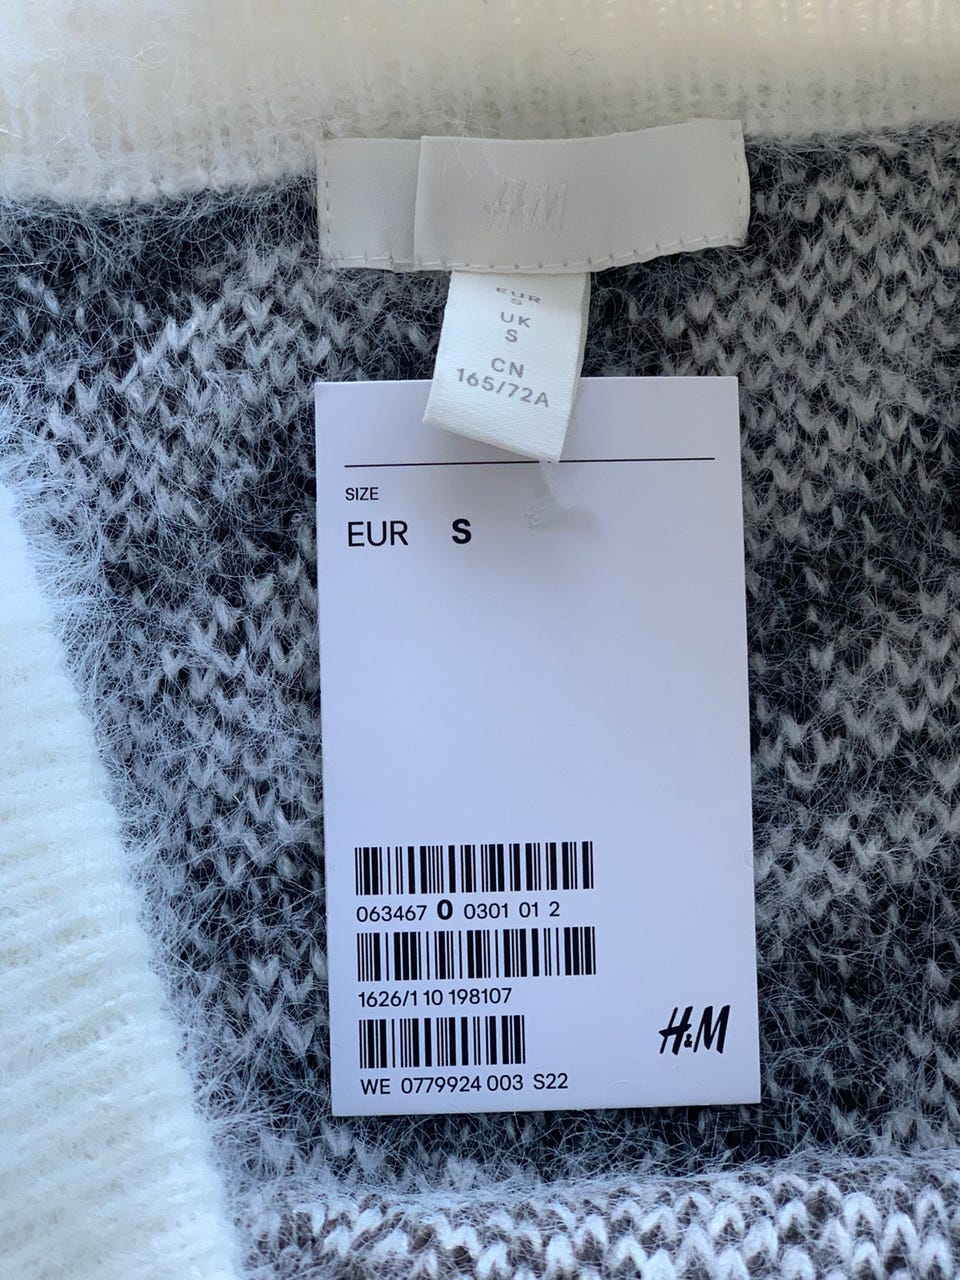 H&M
EUR
S
UK
S
CN
165/72A
SIZE
EUR S
063467 0 0301 01 2
1626/1 10 198107
H&M
WE 0779924 003 S22